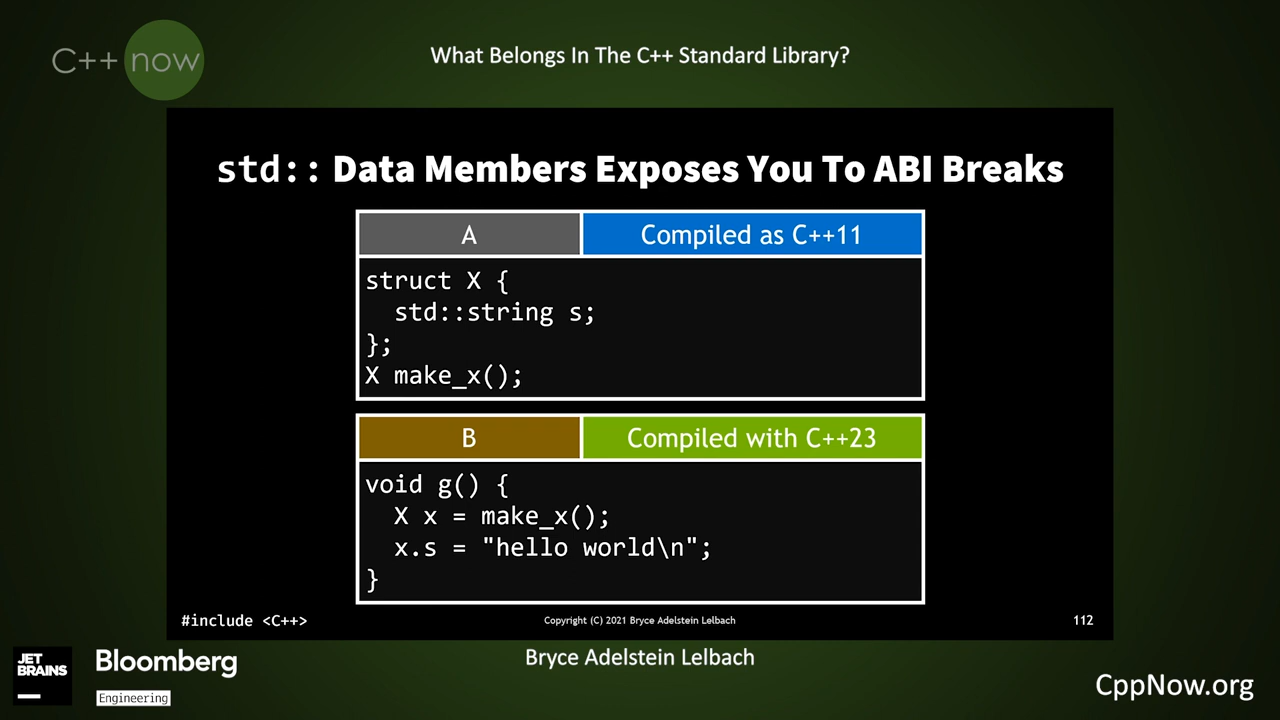 C++ now
What Belongs In The C++ Standard Library?
std:: Data Members Exposes You To ABI Breaks
A
Compiled as C++11
struct X {
  std::string s;
};
X make_x();
B
Compiled with C++23
void g() {
  X x = make_x();
  x.s = "hello world\n";
}
#include <C++>
Copyright (C) 2021 Bryce Adelstein Lelbach
112
JET
BRAINS
Bloomberg
Engineering
Bryce Adelstein Lelbach
CppNow.org